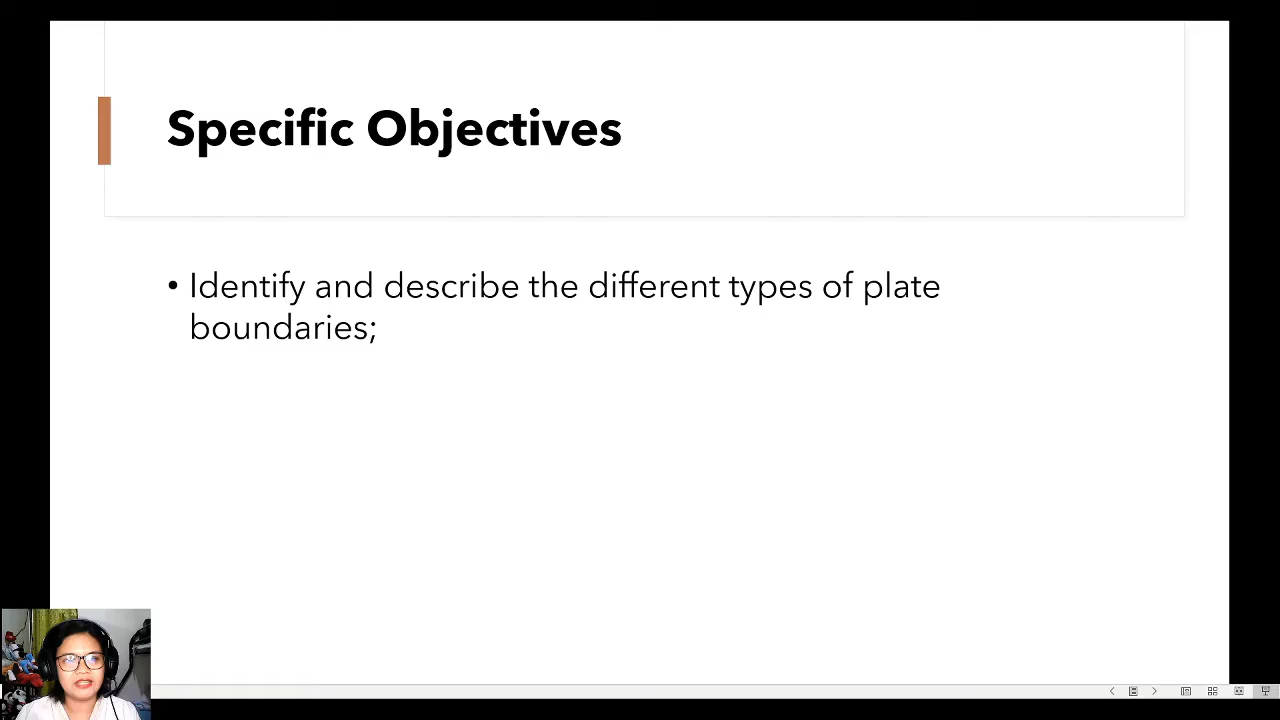 Specific Objectives
• Identify and describe the different types of plate
boundaries;